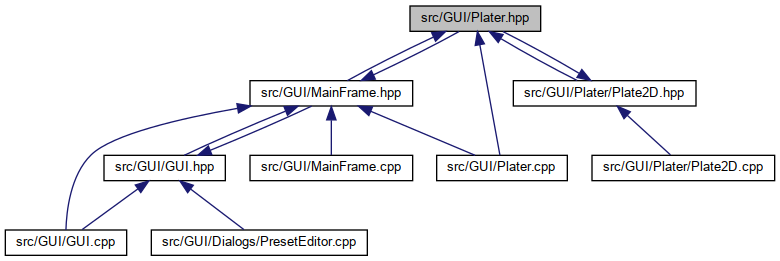 src/GUI/Plater.hpp
src/GUI/MainFrame.hpp
src/GUI/Plater/Plate2D.hpp
src/GUI/GUI.hpp
src/GUI/MainFrame.cpp
src/GUI/Plater.cpp
src/GUI/Plater/Plate2D.cpp
src/GUI/GUI.cpp
src/GUI/Dialogs/PresetEditor.cpp